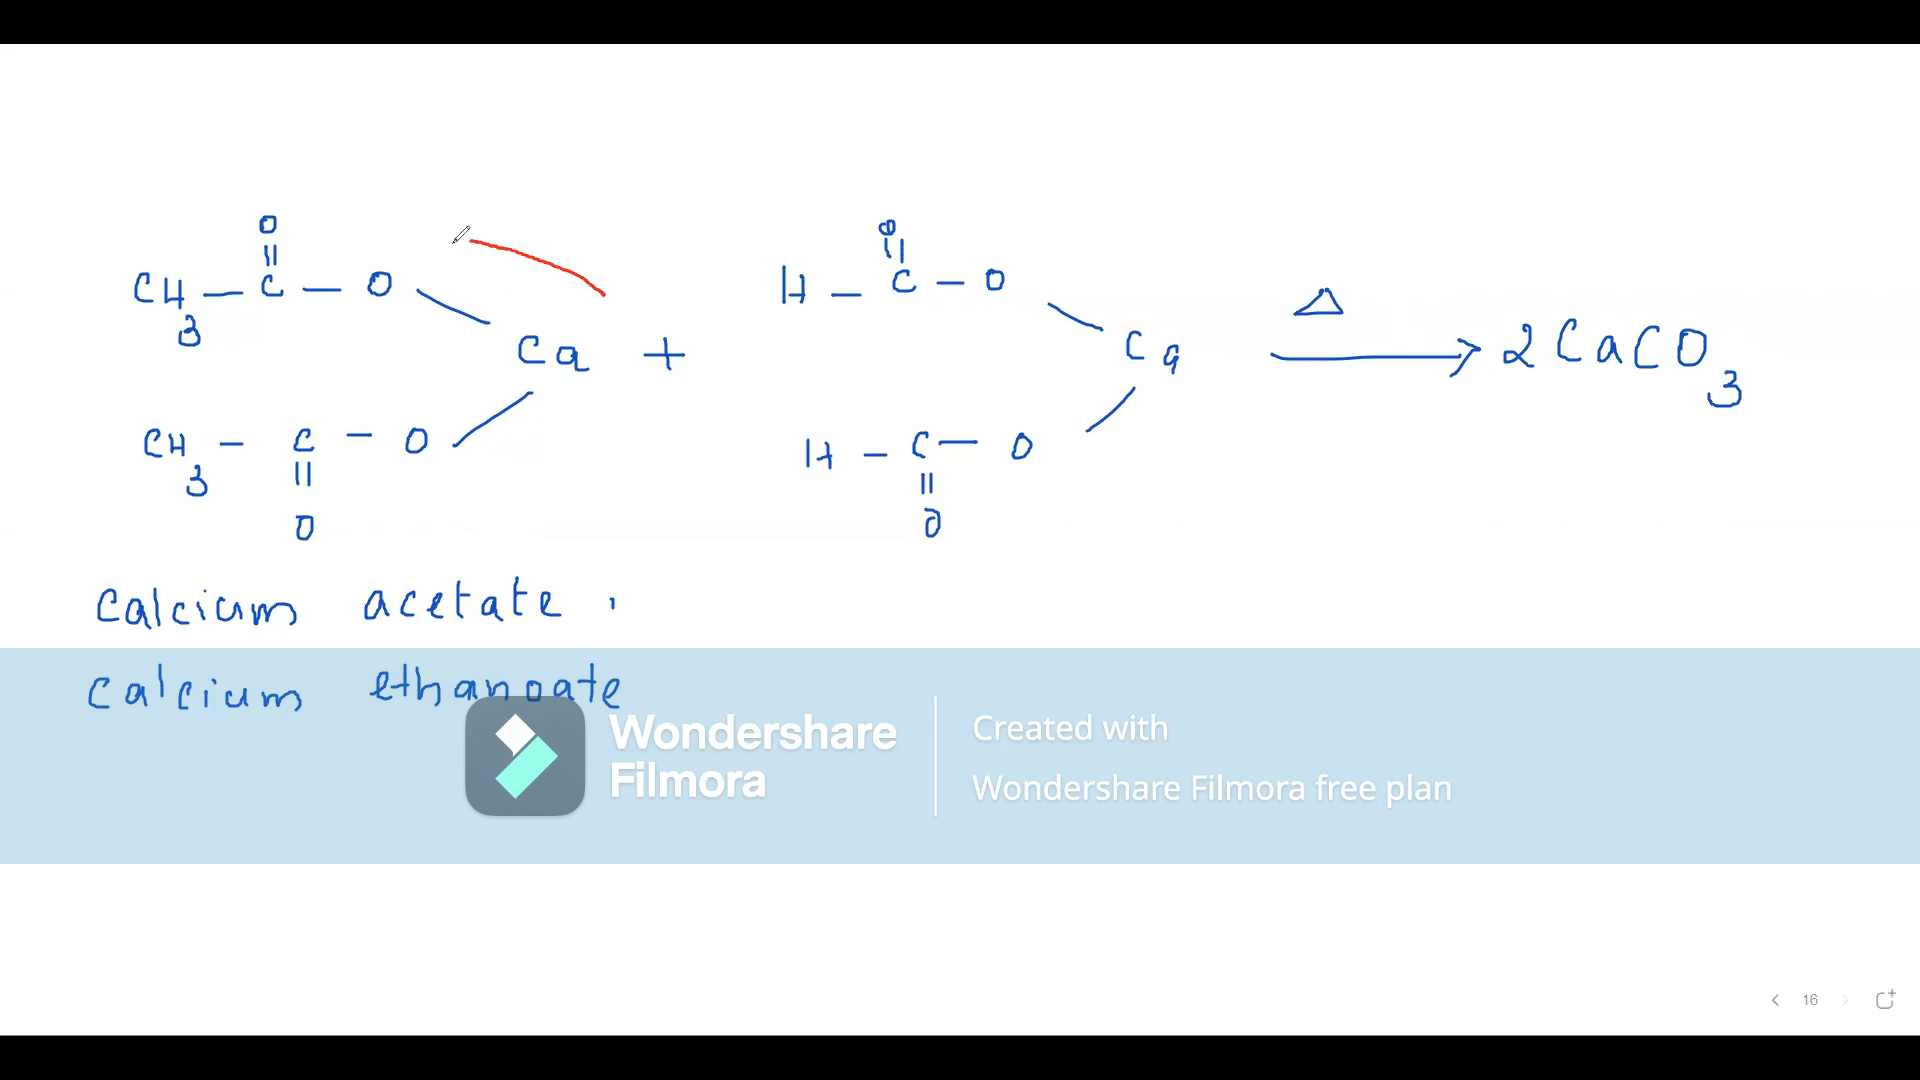 O O
|| ||
CH3 — C — O H — C — O △
Ca + Ca → 2CaCO3
CH3 — C — O H — C — O
|| ||
O O
calcium acetate .
calcium ethanoate
Wondershare Filmora
Created with
Wondershare Filmora free plan
< 16 >